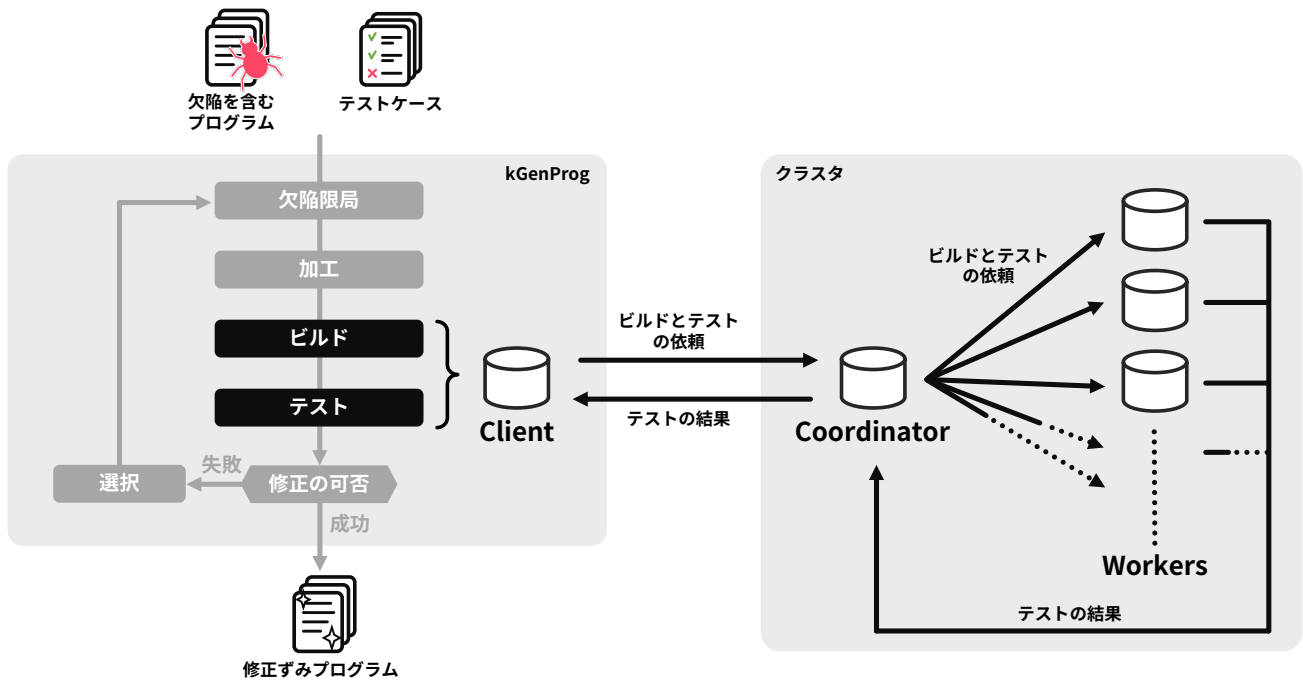 欠陥を含む
プログラム
テストケース
kGenProg
欠陥限局
加工
ビルド
テスト
Client
選択
失敗
修正の可否
成功
修正ずみプログラム
ビルドとテスト
の依頼
テストの結果
クラスタ
ビルドとテスト
の依頼
Coordinator
Workers
テストの結果